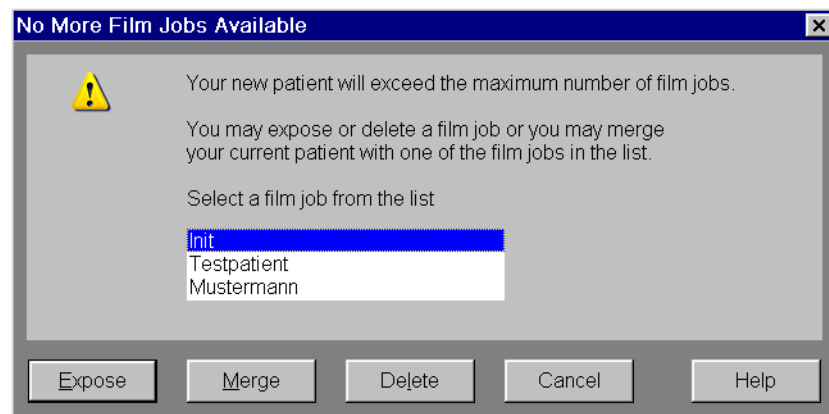 No More Film Jobs Available
Your new patient will exceed the maximum number of film jobs.
You may expose or delete a film job or you may merge
your current patient with one of the film jobs in the list.
Select a film job from the list
Init
Testpatient
Mustermann
Expose Merge Delete Cancel Help